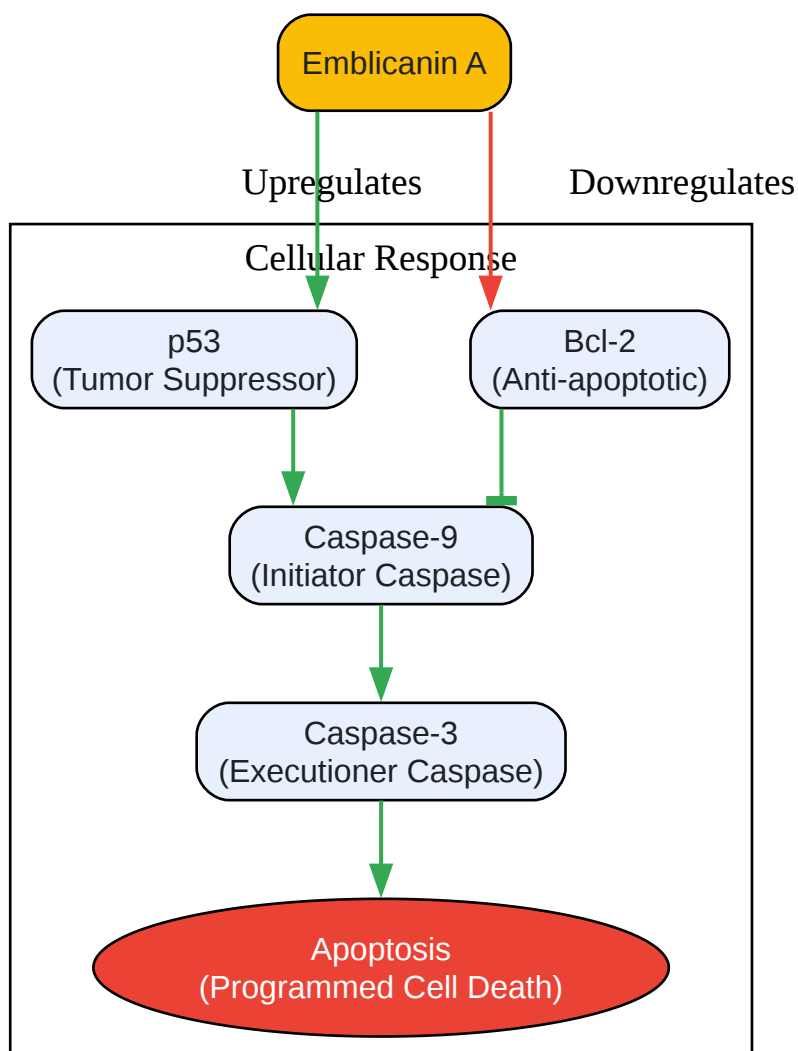 Emblicanin A
Upregulates
Downregulates
Cellular Response
p53
(Tumor Suppressor)
Bcl-2
(Anti-apoptotic)
Caspase-9
(Initiator Caspase)
Caspase-3
(Executioner Caspase)
Apoptosis
(Programmed Cell Death)